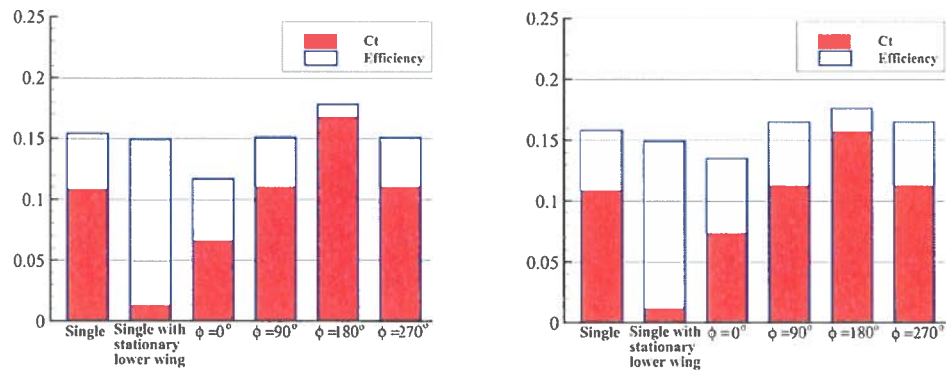 0.25
Ct
Efficiency
0.2
0.15
0.1
0.05
0
Single
Single with
stationary
lower wing
ϕ=0°
ϕ=90°
ϕ=180°
ϕ=270°
0.25
Ct
Efficiency
0.2
0.15
0.1
0.05
0
Single
Single with
stationary
lower wing
ϕ=0°
ϕ=90°
ϕ=180°
ϕ=270°